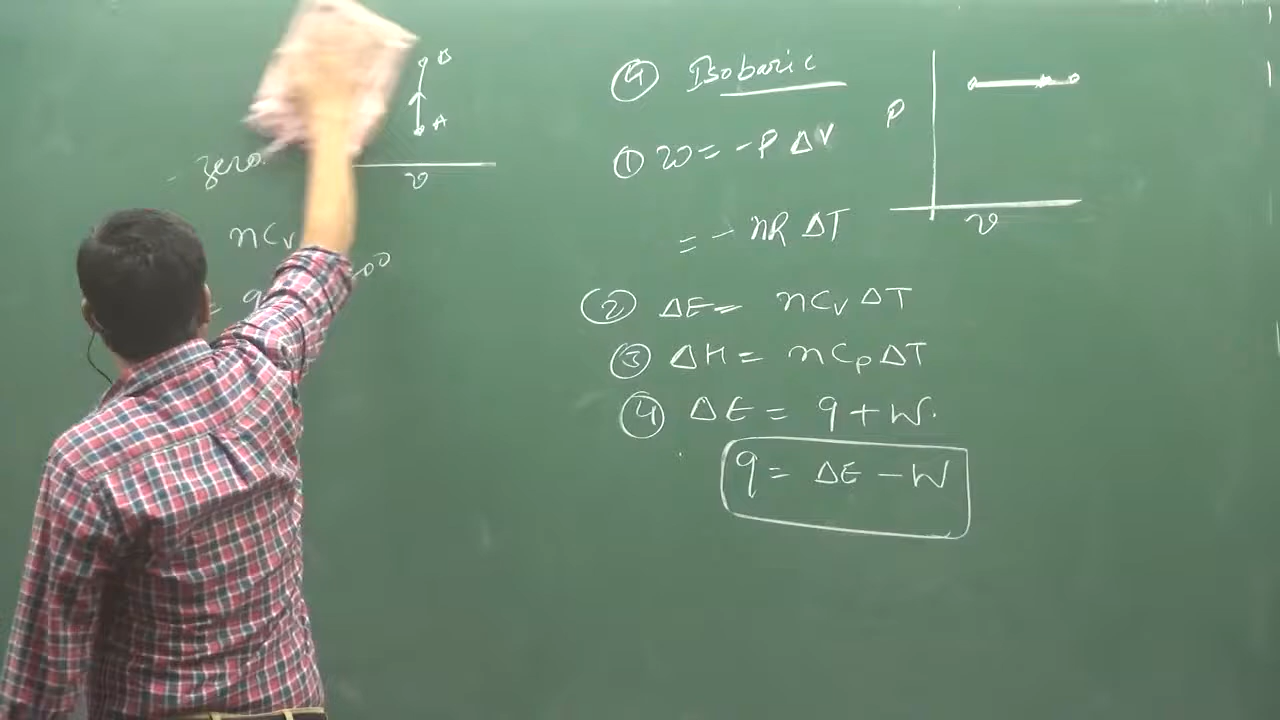 B
A
- zero.
v
nCv
= q
④ Isobaric
P
v
① W = -P ΔV
= - nR ΔT
② ΔE = nCv ΔT
③ ΔH = nCp ΔT
④ ΔE = q + W.
q = ΔE - W